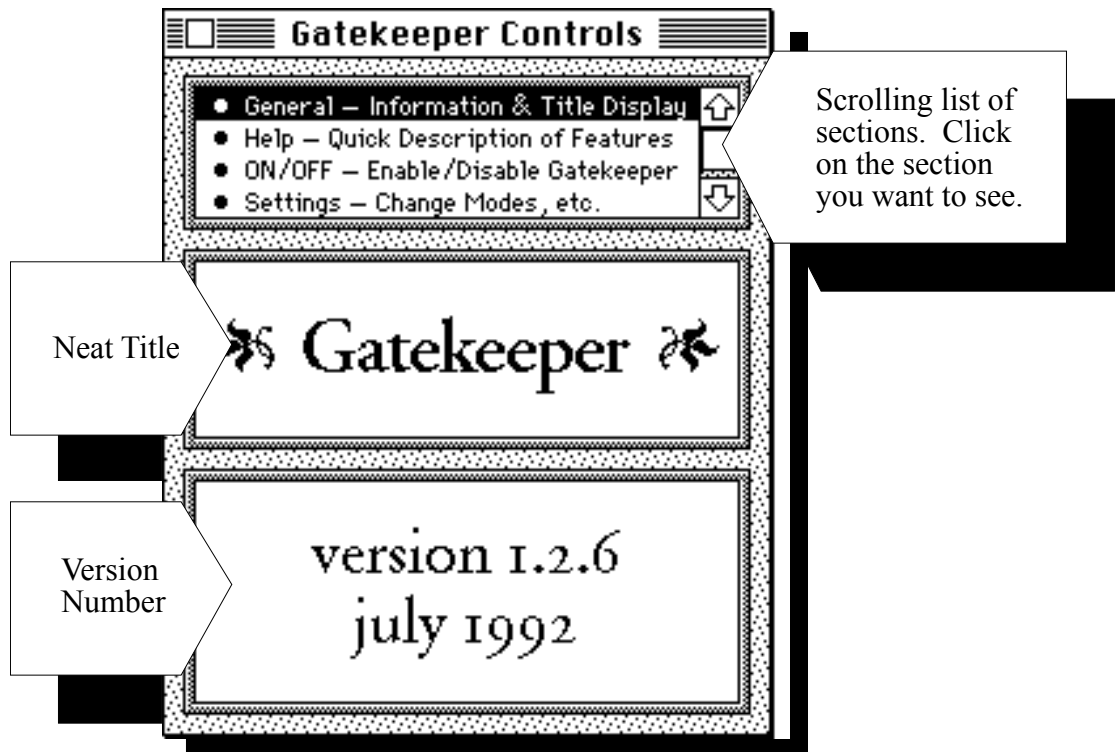 Gatekeeper Controls
● General – Information & Title Display
● Help – Quick Description of Features
● ON/OFF – Enable/Disable Gatekeeper
● Settings – Change Modes, etc.
Scrolling list of
sections. Click
on the section
you want to see.
Neat Title
Gatekeeper
Version
Number
version 1.2.6
july 1992